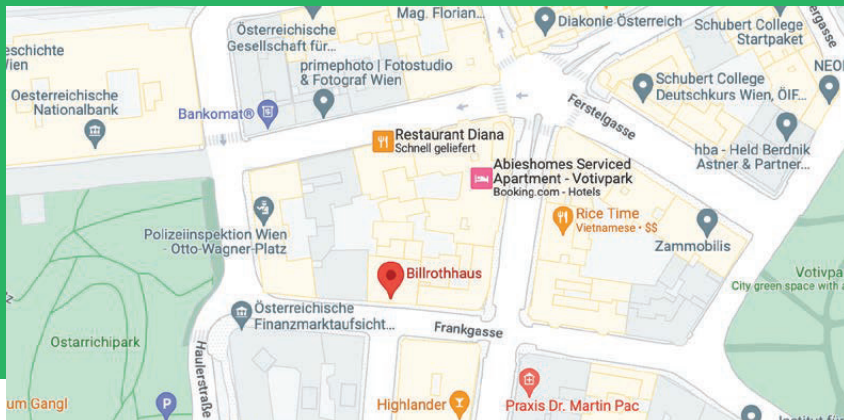 Österreichische
Gesellschaft für...
Mag. Florian...
Diakonie Österreich
Schubert College
Startpaket
eschichte
Wien
primephoto | Fotostudio
& Fotograf Wien
Oesterreichische
Nationalbank
Bankomat®
Schubert College
Deutschkurs Wien, ÖIF...
NEO
Ferstelgasse
Restaurant Diana
Schnell geliefert
hba - Held Berdnik
Astner & Partner...
Abieshomes Serviced
Apartment - Votivpark
Booking.com - Hotels
Polizeiinspektion Wien
- Otto-Wagner-Platz
Rice Time
Vietnamese • $$
Zammobilis
Billrothhaus
Votivpa
City green space with a
Österreichische
Finanzmarktaufsicht...
Frankgasse
Ostarrichipark
Haulerstraße
um Gangl
P
Highlander
Praxis Dr. Martin Pac